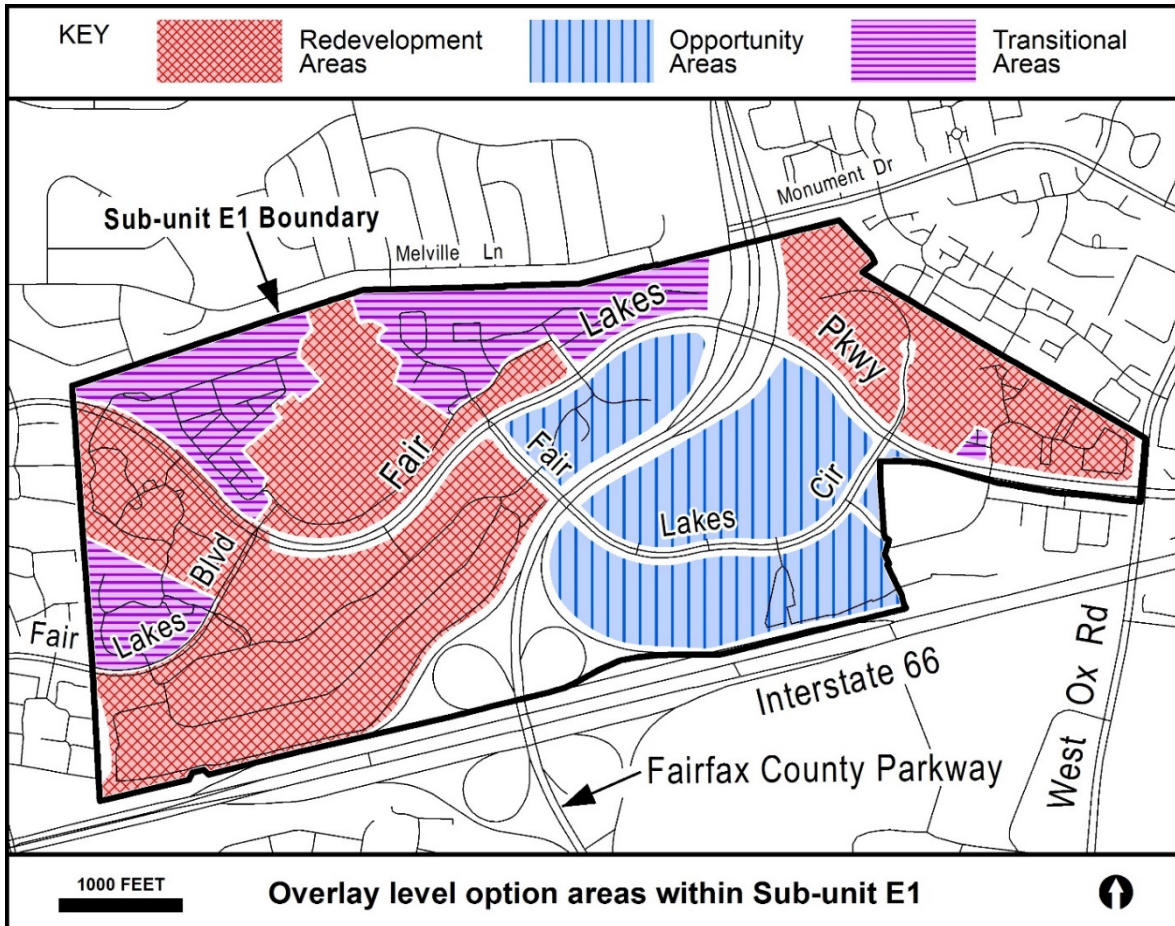 KEY
Redevelopment
Areas
Opportunity
Areas
Transitional
Areas
Monument Dr
Sub-unit E1 Boundary
Melville Ln
Lakes
Pkwy
Fair
Fair
Cir
Lakes
Blvd
Fair
Lakes
Interstate 66
West Ox Rd
Fairfax County Parkway
1000 FEET
Overlay level option areas within Sub-unit E1